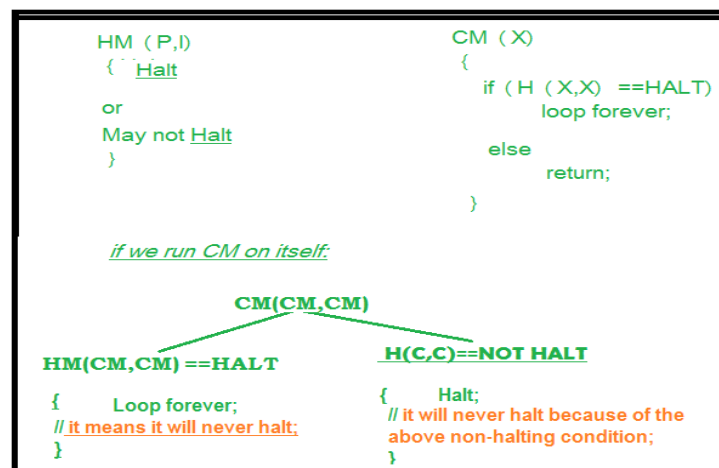 HM ( P,I)
{ Halt
or
May not Halt
}
CM ( X)
{
if ( H ( X,X) ==HALT)
loop forever;
else
return;
}
if we run CM on itself:
CM(CM,CM)
HM(CM,CM) ==HALT
{ Loop forever;
// it means it will never halt;
}
H(C,C)==NOT HALT
{ Halt;
// it will never halt because of the
above non-halting condition;
}